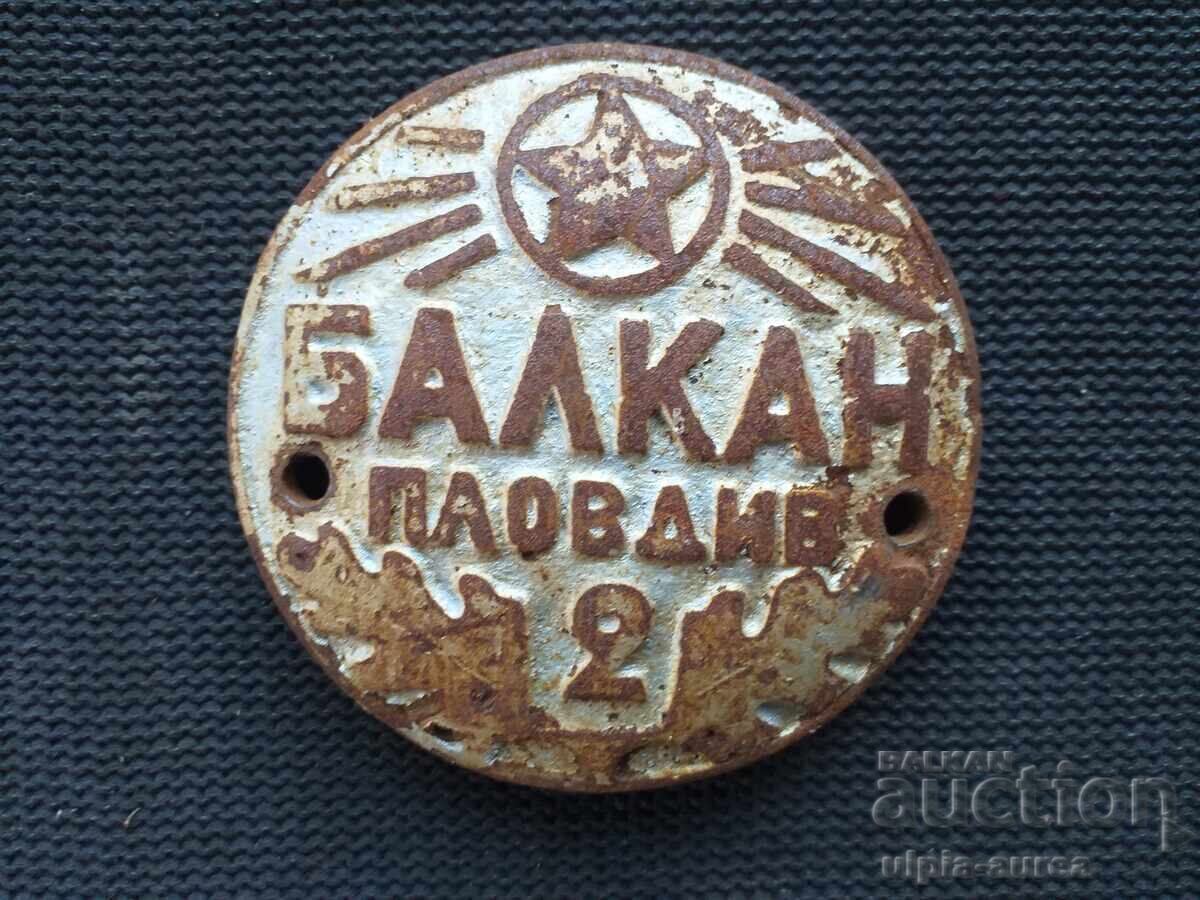 БАЛКАН
ПЛОВДИВ
2
BALKAN
auction
ulpia-aurea